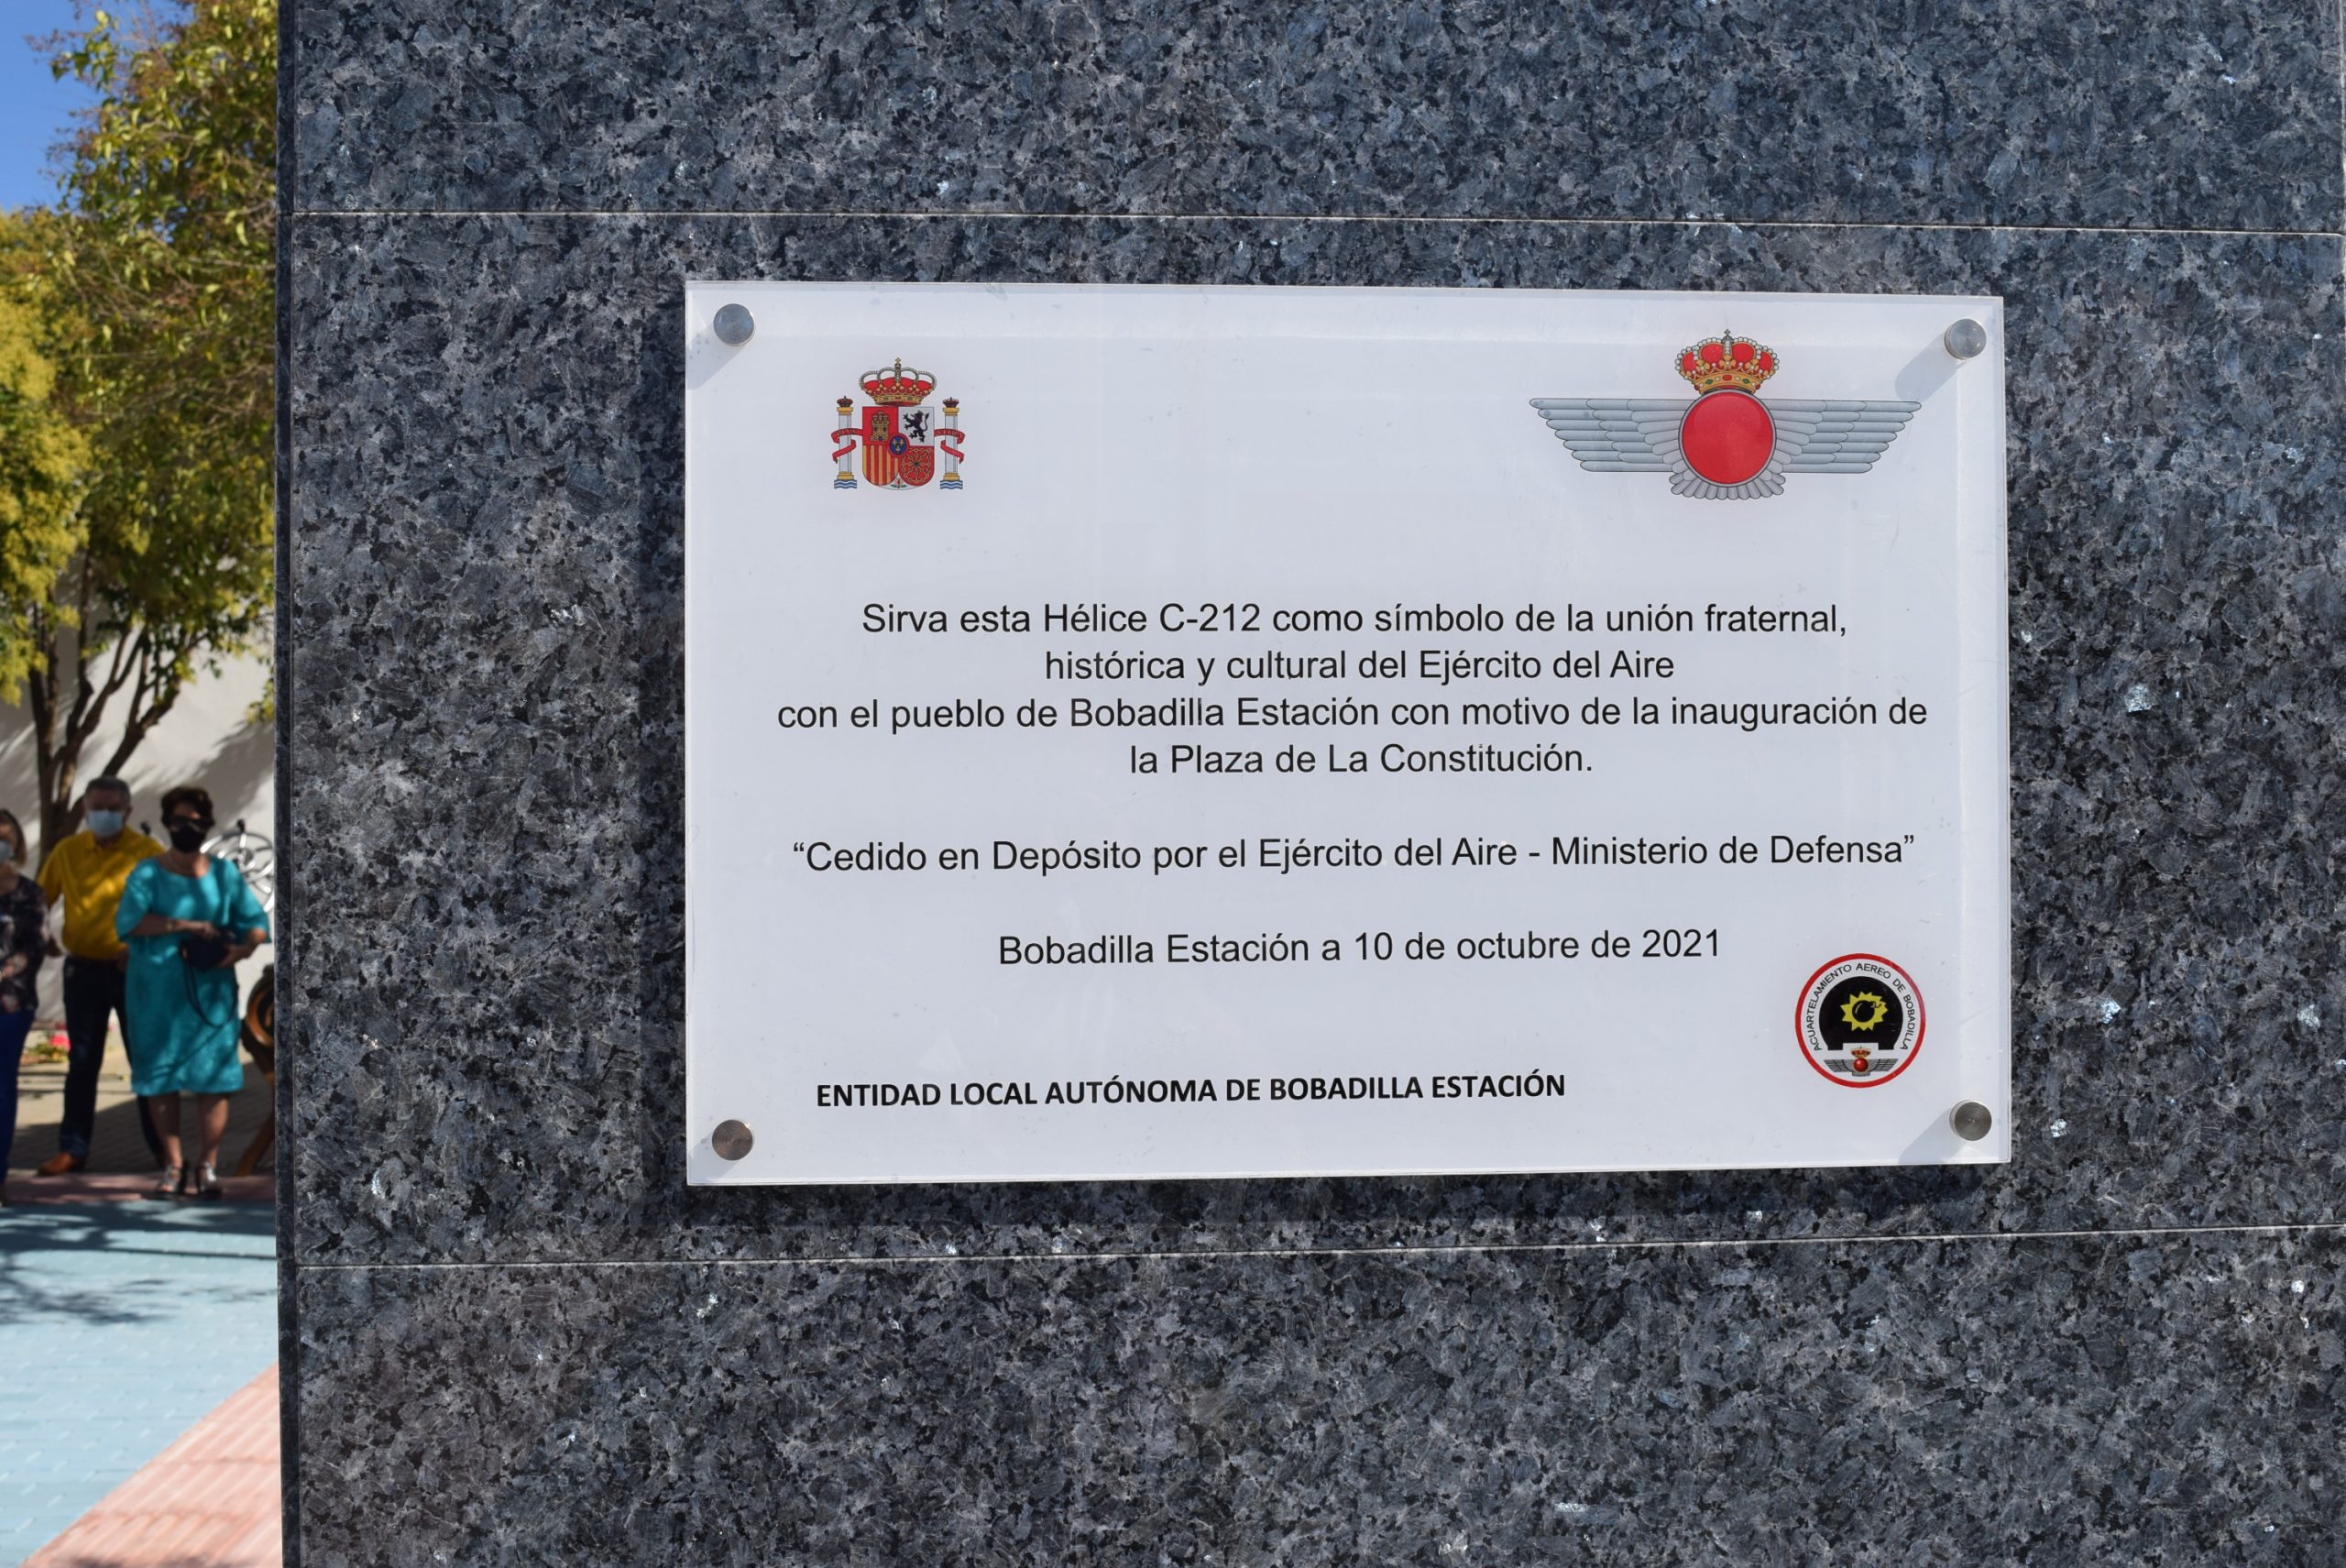 Sirva esta Hélice C-212 como símbolo de la unión fraternal,
histórica y cultural del Ejército del Aire
con el pueblo de Bobadilla Estación con motivo de la inauguración de
la Plaza de La Constitución.
“Cedido en Depósito por el Ejército del Aire - Ministerio de Defensa”
Bobadilla Estación a 10 de octubre de 2021
ACUARTELAMIENTO AEREO DE BOBADILLA
ENTIDAD LOCAL AUTÓNOMA DE BOBADILLA ESTACIÓN